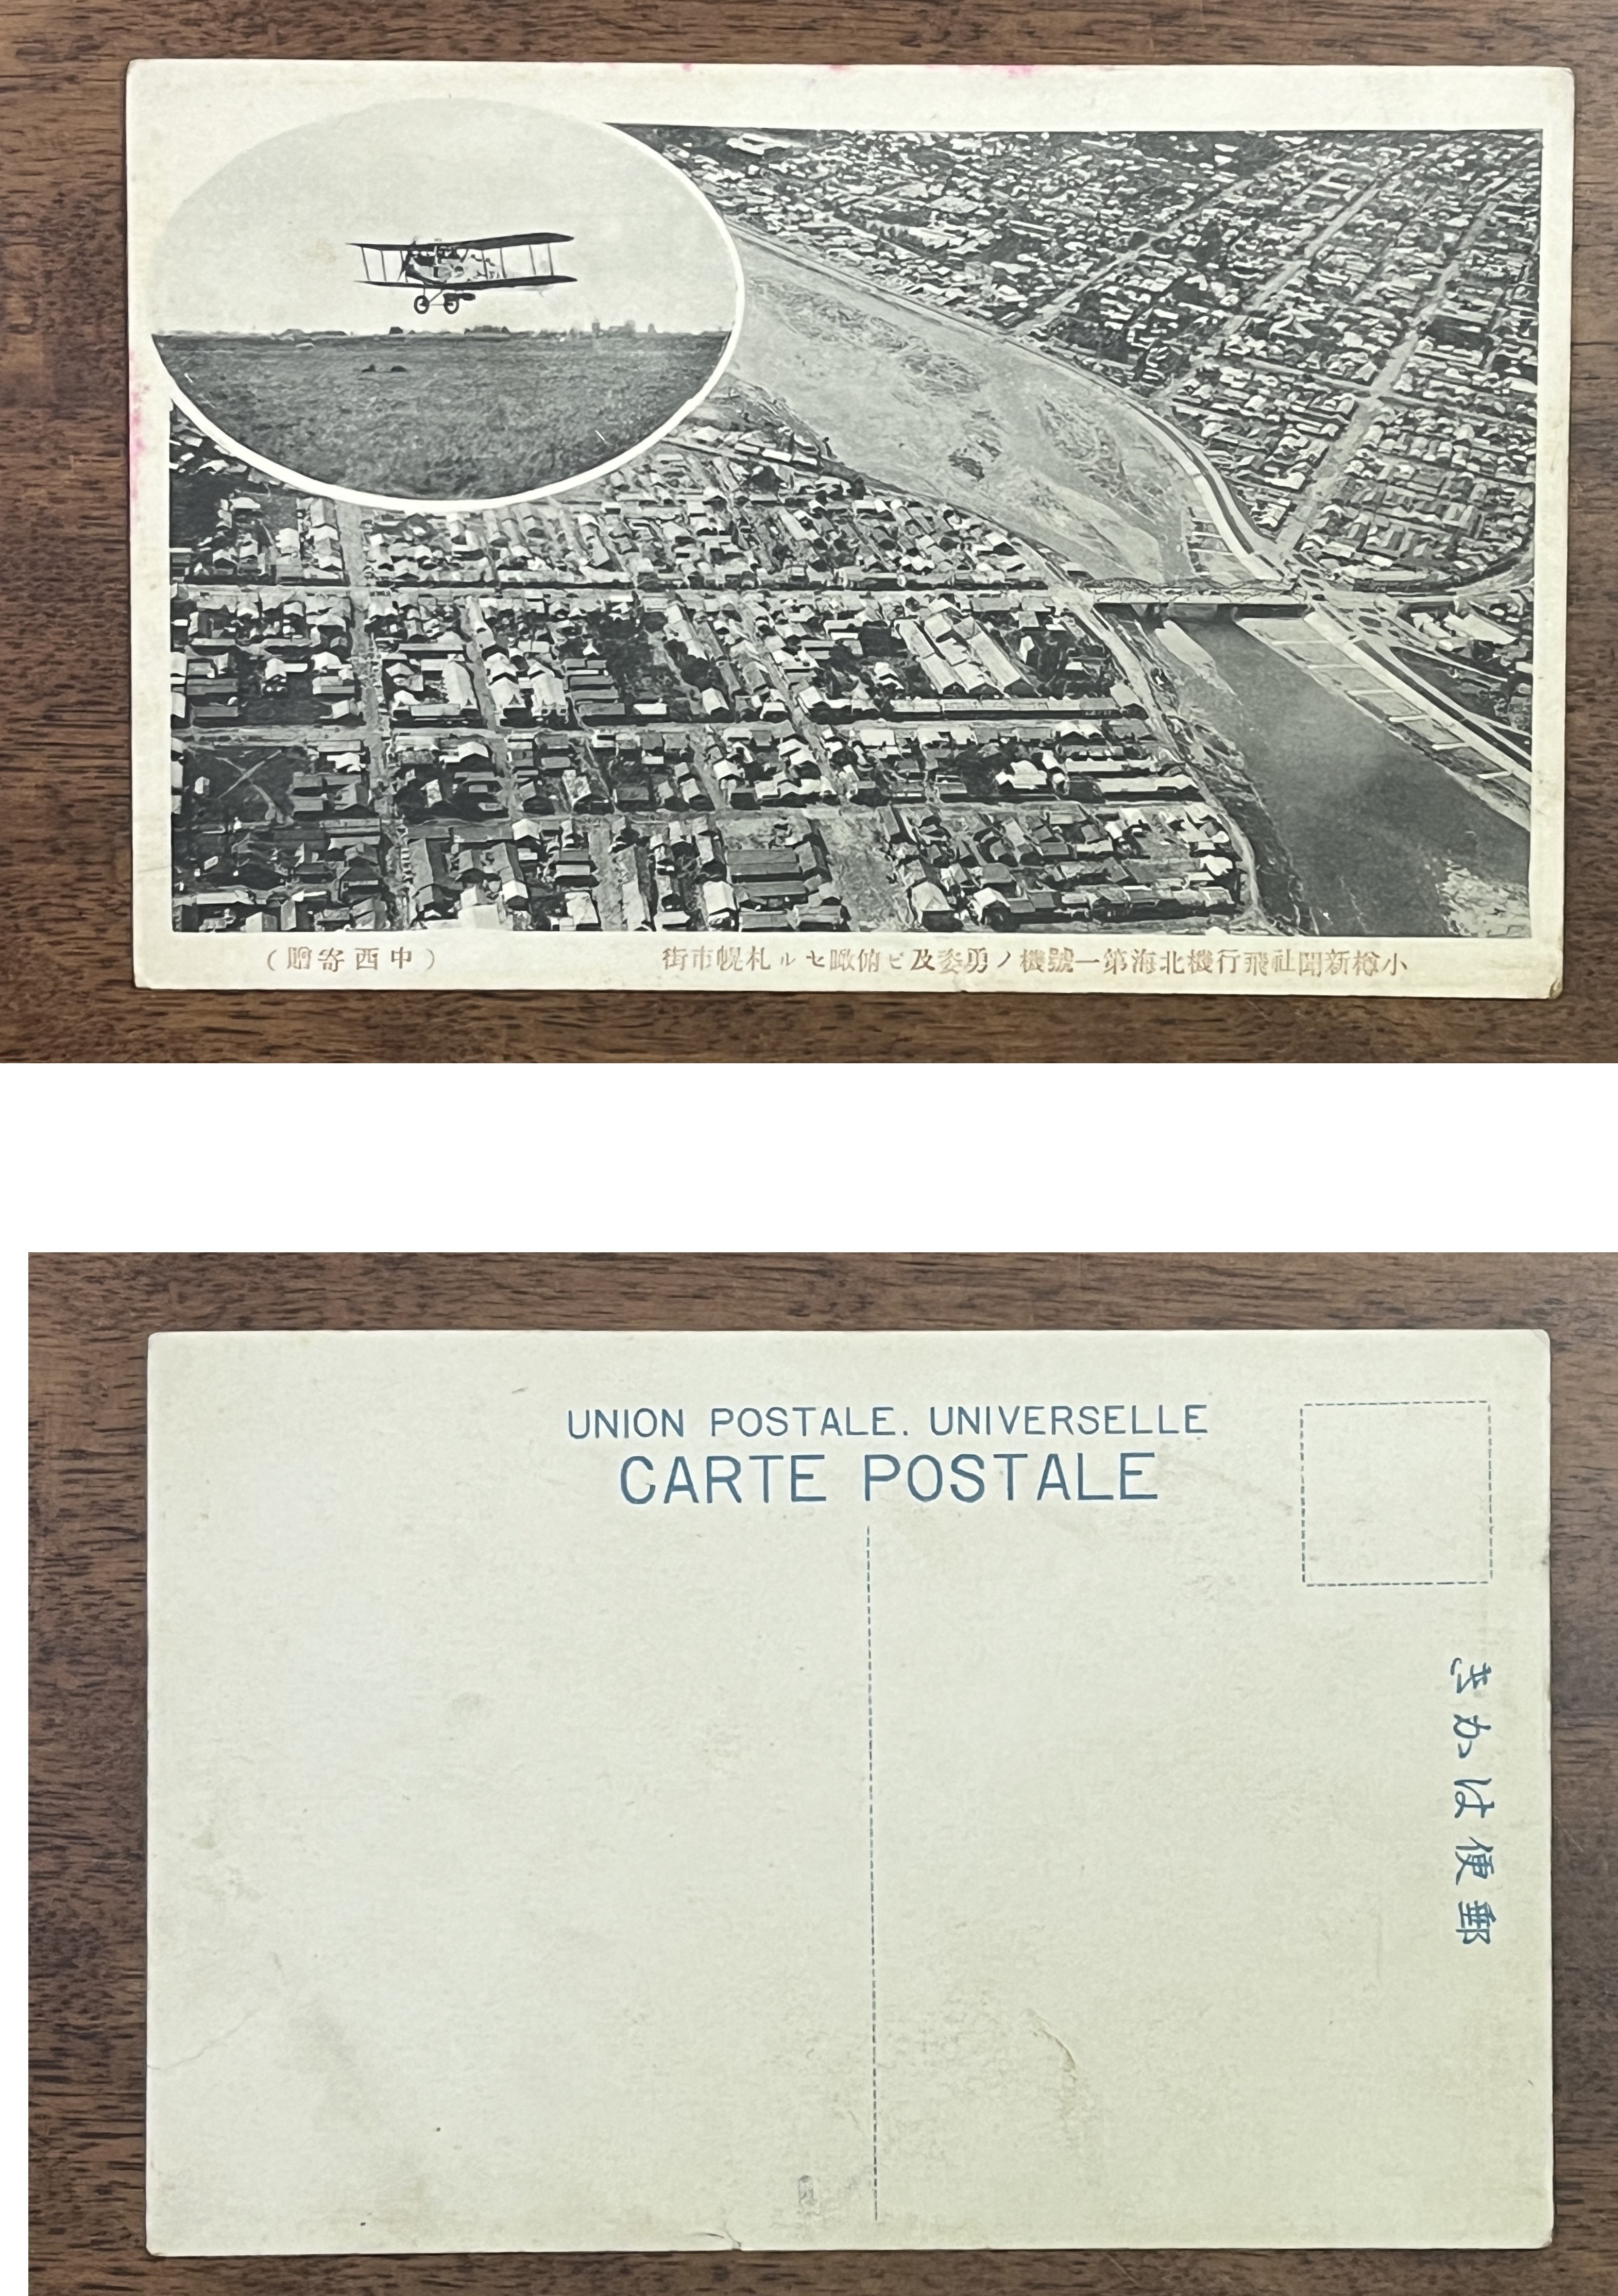 小樽新聞社飛行機北海第一號機ノ勇姿及ビ俯瞰セル札幌市街 (中西寄贈)
UNION POSTALE. UNIVERSELLE
CARTE POSTALE
郵便はかき